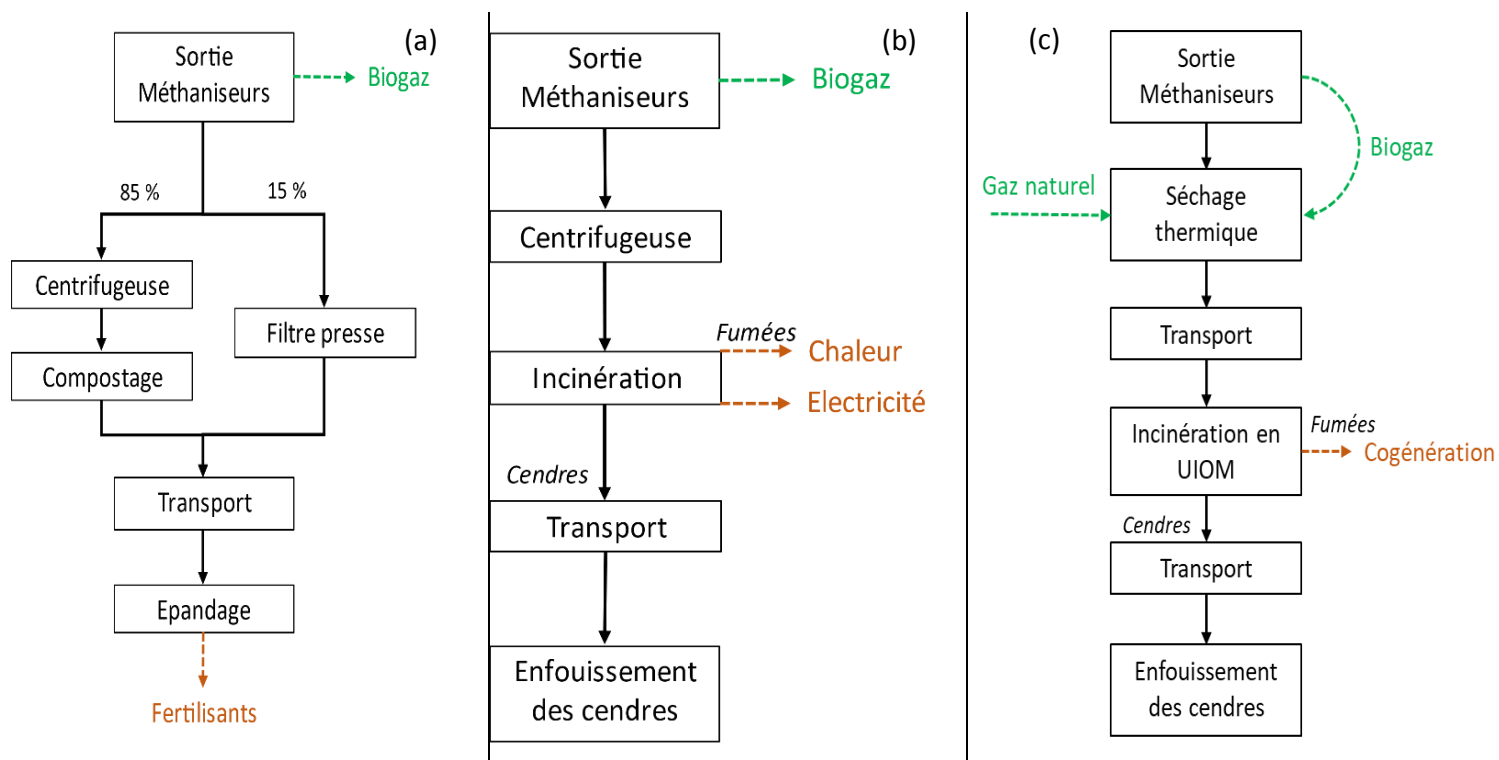 (a)
Sortie
Méthaniseurs
Biogaz
85 %
15 %
Centrifugeuse
Filtre presse
Compostage
Transport
Epandage
Fertilisants
(b)
Sortie
Méthaniseurs
Biogaz
Centrifugeuse
Fumées
Chaleur
Incinération
Electricité
Cendres
Transport
Enfouissement
des cendres
(c)
Sortie
Méthaniseurs
Biogaz
Gaz naturel
Séchage
thermique
Transport
Incinération en
UIOM
Fumées
Cogénération
Cendres
Transport
Enfouissement
des cendres